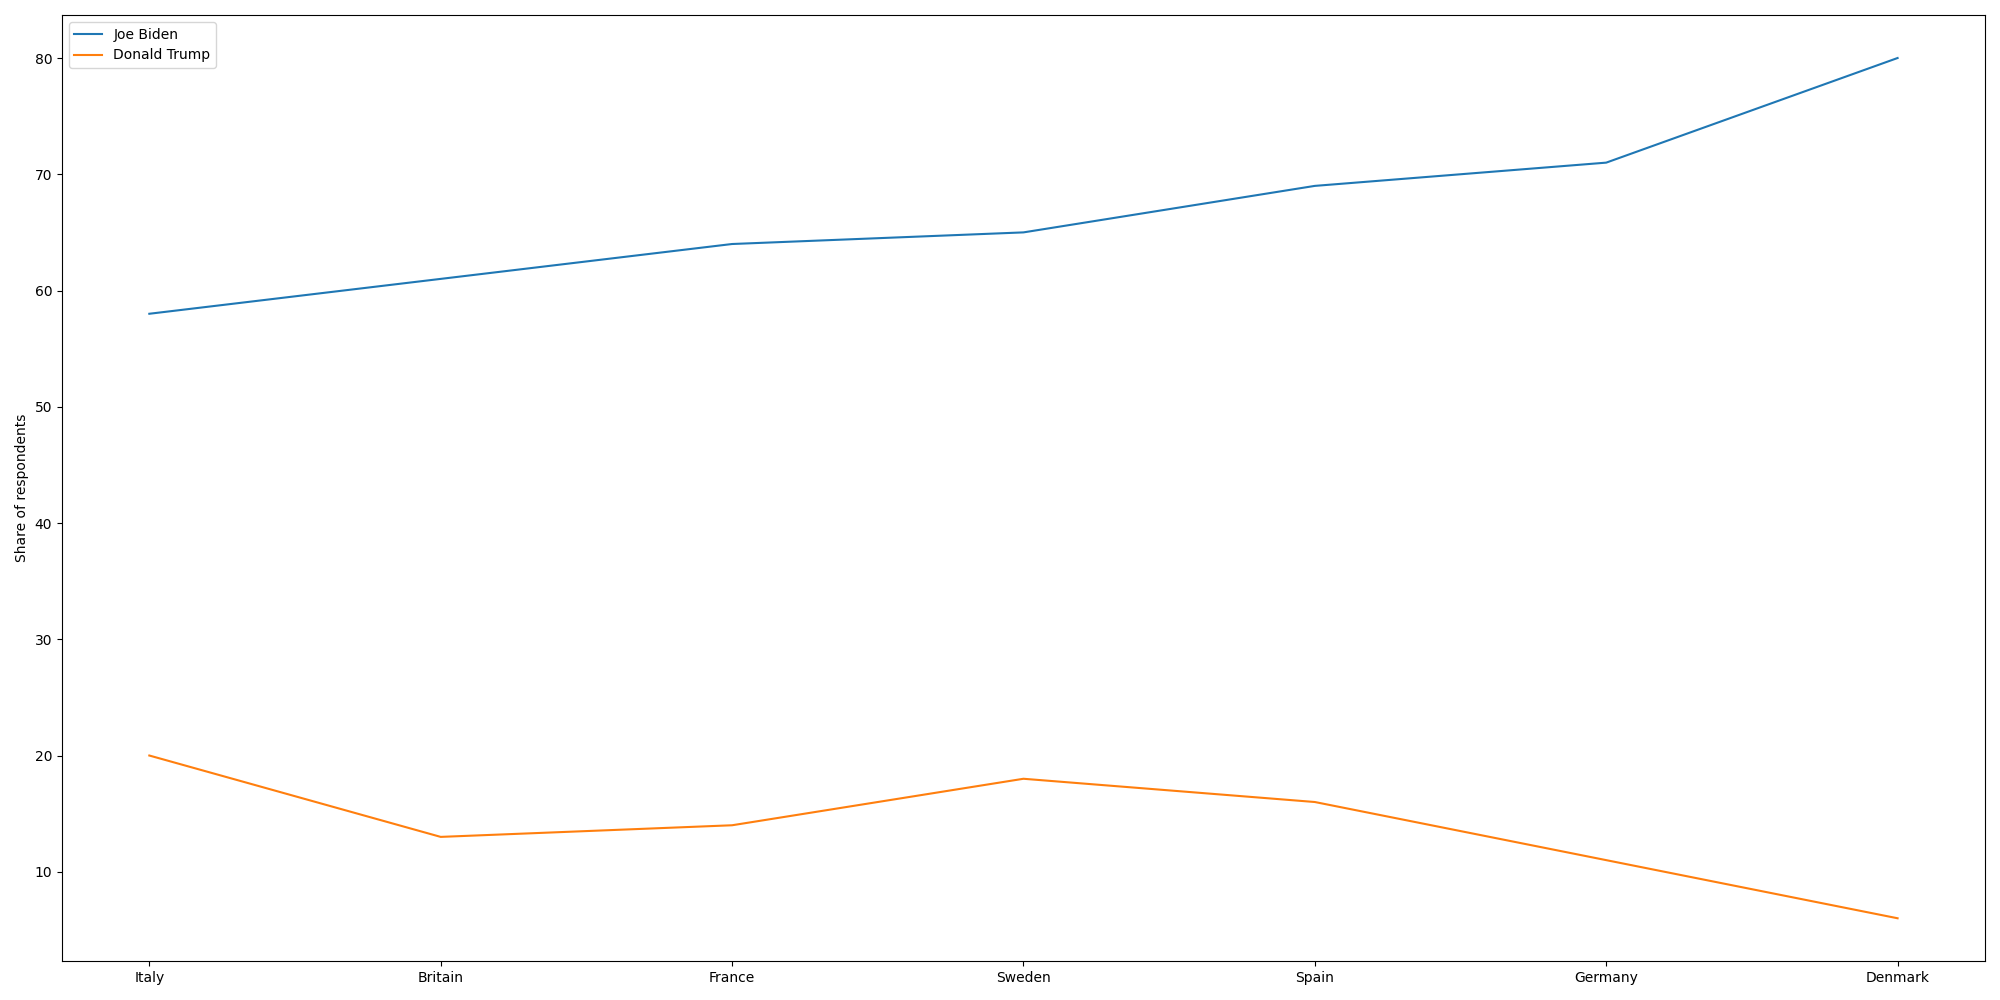 Joe Biden
Donald Trump
80
70
60
50
40
30
20
10
Share of respondents
Italy Britain France Sweden Spain Germany Denmark